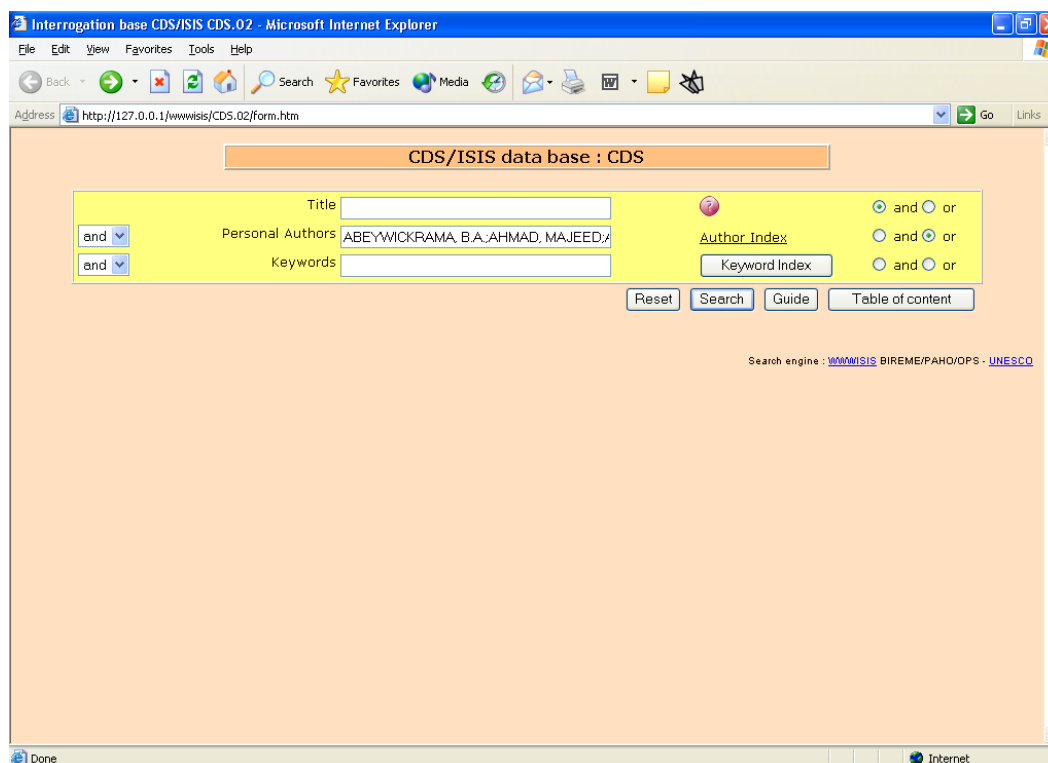 Interrogation base CDS/ISIS CDS.02 - Microsoft Internet Explorer
File Edit View Favorites Tools Help
Back Search Favorites Media
Address http://127.0.0.1/wwwisis/CDS.02/form.htm Go Links
CDS/ISIS data base : CDS
Title ? and or
and Personal Authors ABEYWICKRAMA, B.A.;AHMAD, MAJEED;A Author Index and or
and Keywords Keyword Index and or
Reset Search Guide Table of content
Search engine : WWWISIS BIREME/PAHO/OPS - UNESCO
Done Internet